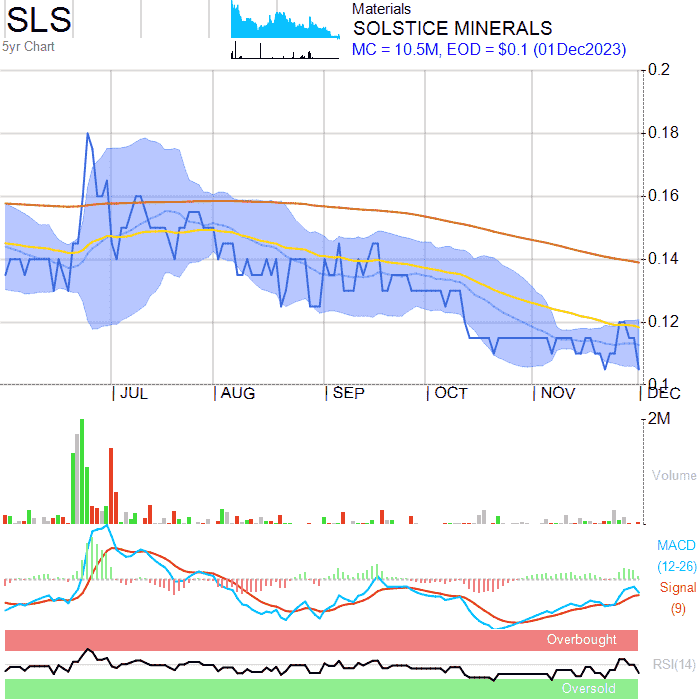 SLS
5yr Chart
Materials
SOLSTICE MINERALS
MC = 10.5M, EOD = $0.1 (01Dec2023)
0.2
0.18
0.16
0.14
0.12
0.1
JUL AUG SEP OCT NOV DEC
2M
Volume
MACD
(12-26)
Signal
(9)
Overbought
RSI(14)
Oversold